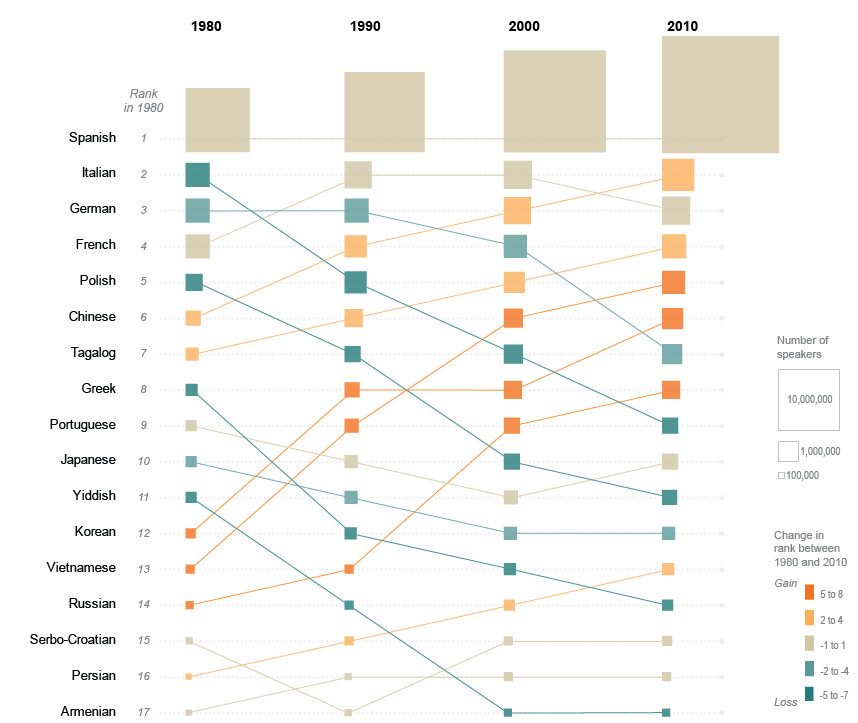 1980 1990 2000 2010
Rank
in 1980
Spanish 1
Italian 2
German 3
French 4
Polish 5
Chinese 6
Tagalog 7
Greek 8
Portuguese 9
Japanese 10
Yiddish 11
Korean 12
Vietnamese 13
Russian 14
Serbo-Croatian 15
Persian 16
Armenian 17
Number of
speakers
10,000,000
1,000,000
100,000
Change in
rank between
1980 and 2010
Gain
5 to 8
2 to 4
-1 to 1
-2 to -4
-5 to -7
Loss